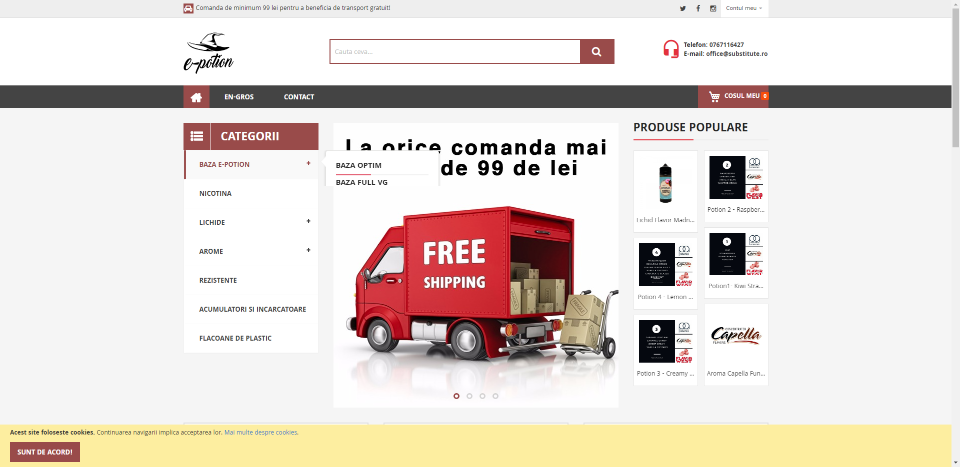 Comanda de minimum 99 lei pentru a beneficia de transport gratuit!
Contul meu
e-potion
Cauta ceva...
Telefon: 0767116427
E-mail: office@substitute.ro
EN-GROS
CONTACT
COSUL MEU 0
CATEGORII
BAZA E-POTION +
NICOTINA
LICHIDE +
AROME +
REZISTENTE
ACUMULATORI SI INCARCATOARE
FLACOANE DE PLASTIC
BAZA OPTIM
BAZA FULL VG
La orice comanda mai
de 99 de lei
FREE
SHIPPING
PRODUSE POPULARE
Lichid Flavor Madn...
Potion 2 - Raspber...
Potion 4 - Lemon ...
Potion1 - Kiwi Stra...
Potion 3 - Creamy ...
Capella
Aroma Capella Fun...
Acest site foloseste cookies. Continuarea navigarii implica acceptarea lor. Mai multe despre cookies.
SUNT DE ACORD!